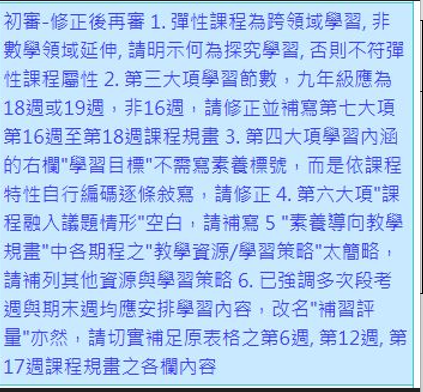 初審-修正後再審 1. 彈性課程為跨領域學習, 非
數學領域延伸, 請明示何為探究學習, 否則不符彈
性課程屬性 2. 第三大項學習節數，九年級應為
18週或19週，非16週，請修正並補寫第七大項
第16週至第18週課程規畫 3. 第四大項學習內涵
的右欄"學習目標"不需寫素養標號，而是依課程
特性自行編碼逐條敘寫，請修正 4. 第六大項"課
程融入議題情形"空白，請補寫 5 "素養導向教學
規畫"中各期程之"教學資源/學習策略"太簡略，
請補列其他資源與學習策略 6. 已強調多次段考
週與期末週均應安排學習內容，改名"補習評
量"亦然，請切實補足原表格之第6週, 第12週, 第
17週課程規畫之各欄內容